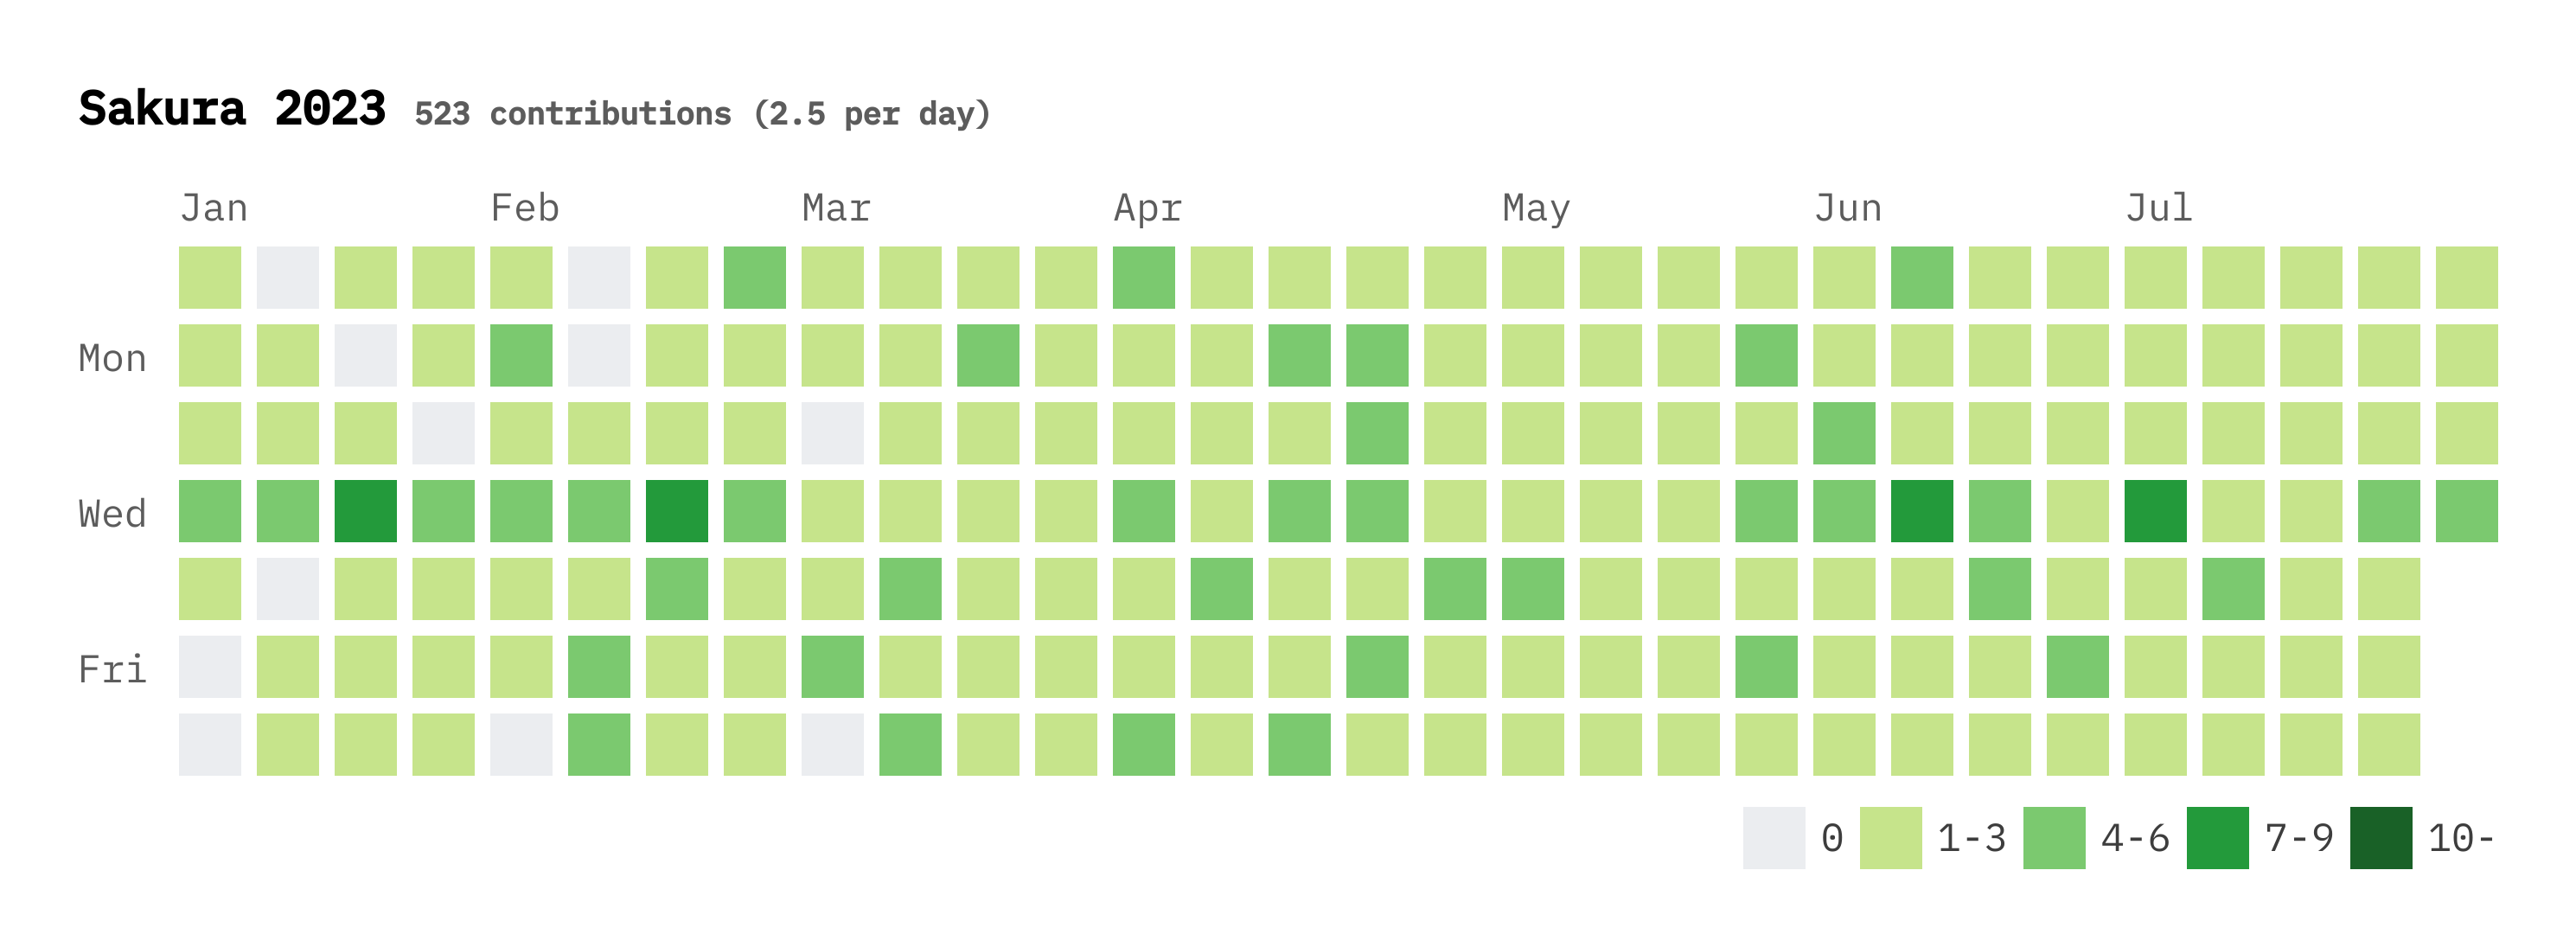 Sakura 2023 523 contributions (2.5 per day)
Jan Feb Mar Apr May Jun Jul
Mon
Wed
Fri
0 1-3 4-6 7-9 10-